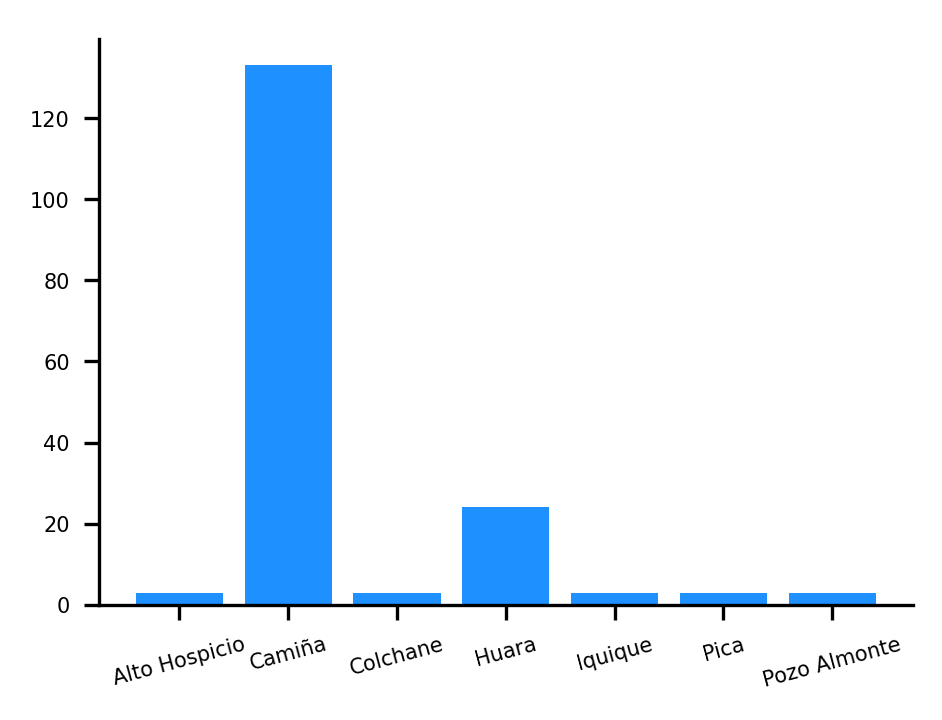 120
100
80
60
40
20
0
Alto Hospicio
Camiña
Colchane
Huara
Iquique
Pica
Pozo Almonte